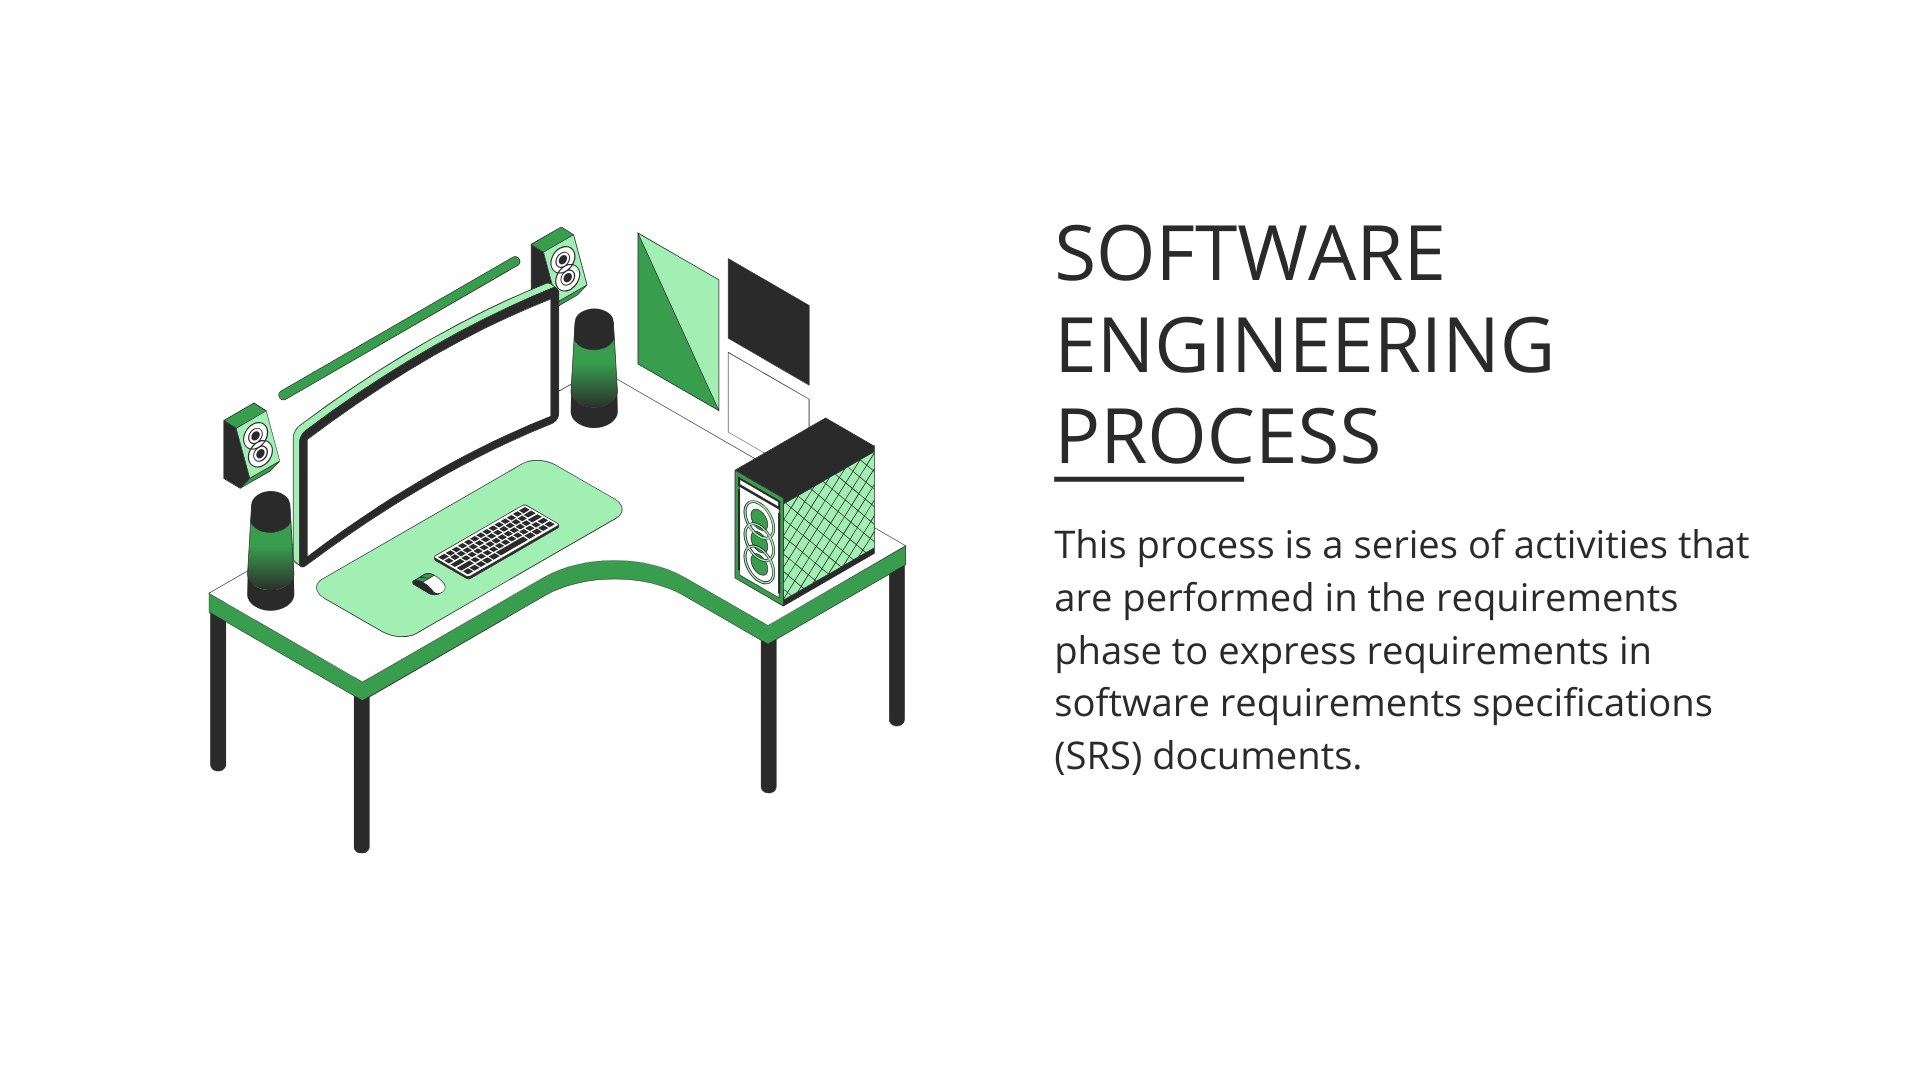 SOFTWARE
ENGINEERING
PROCESS
This process is a series of activities that
are performed in the requirements
phase to express requirements in
software requirements specifications
(SRS) documents.